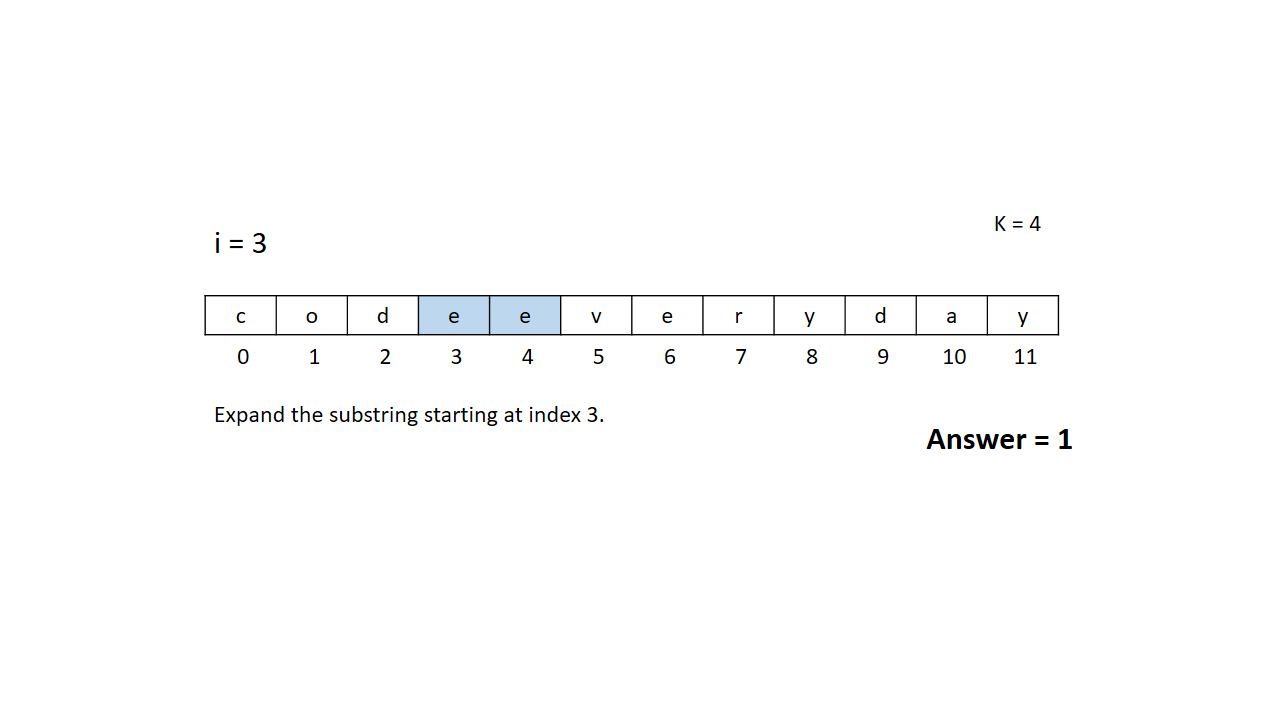 K = 4
i = 3
c o d e e v e r y d a y
0 1 2 3 4 5 6 7 8 9 10 11
Expand the substring starting at index 3.
Answer = 1